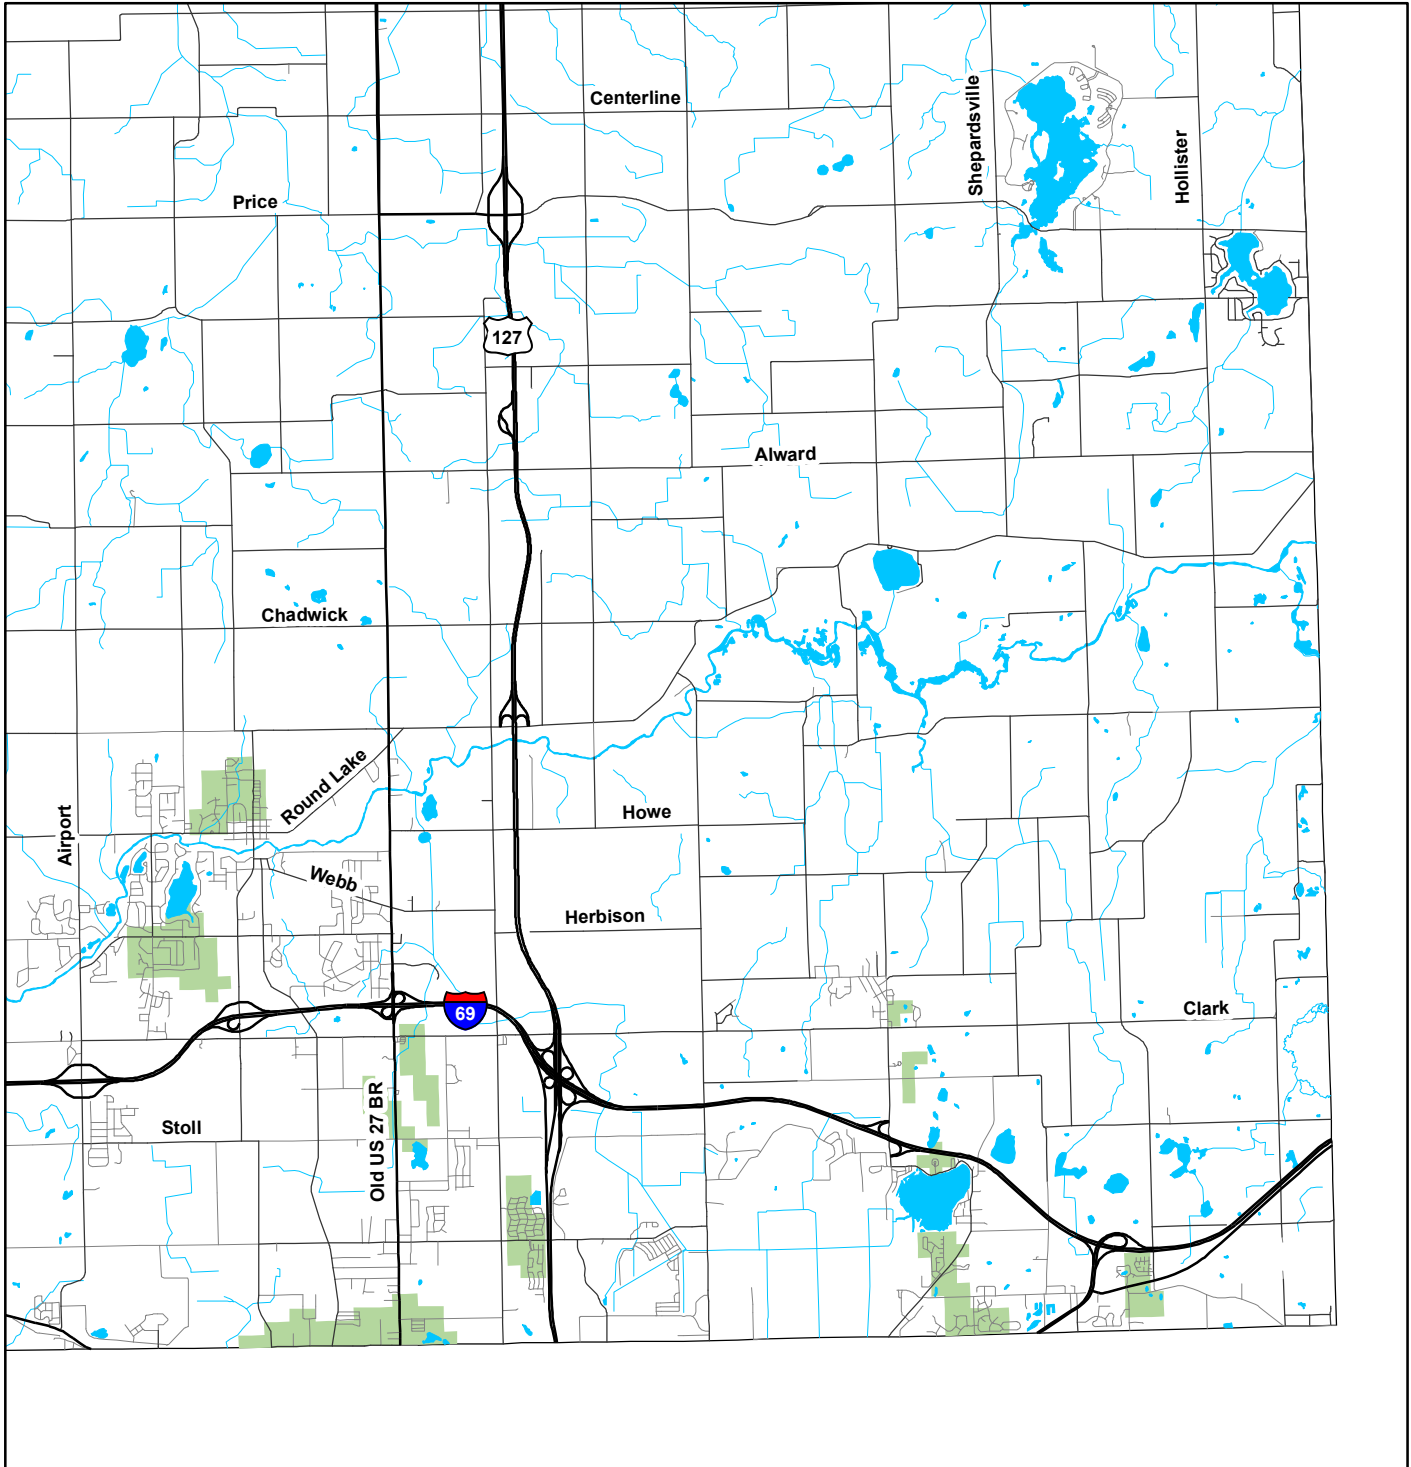 Centerline
Shepardsville
Hollister
Price
127
Alward
Chadwick
Round Lake
Howe
Airport
Webb
Herbison
69
Clark
Old US 27 BR
Stoll